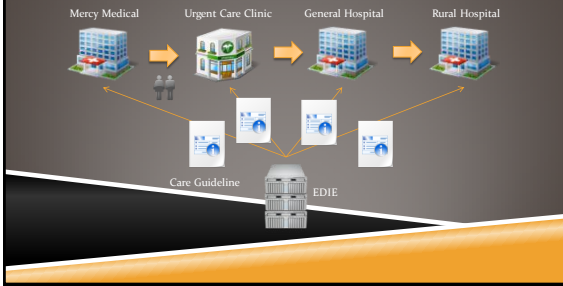 Mercy Medical
Urgent Care Clinic
General Hospital
Rural Hospital
Care Guideline
EDIE